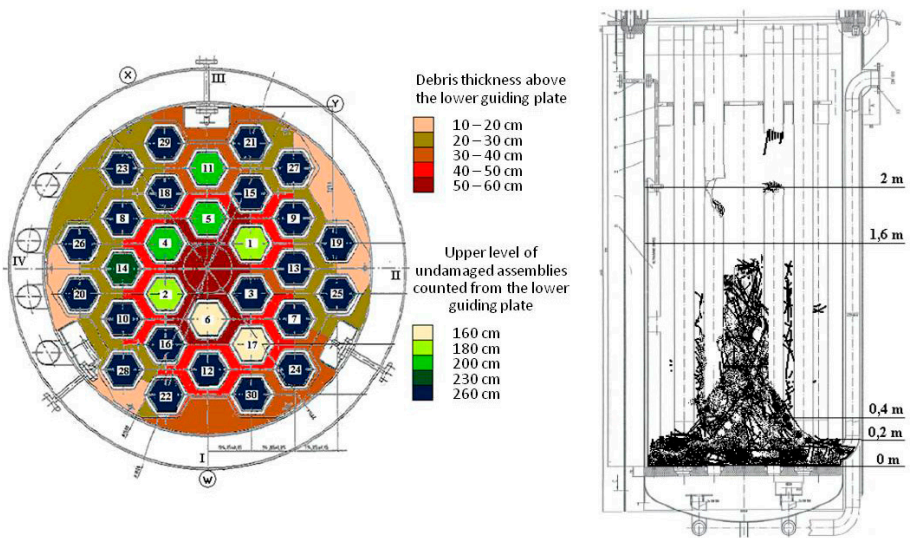 III
X
Y
29
21
11
23
27
18
15
8
5
9
26
4
1
19
IV
14
13
II
20
2
3
25
10
6
7
16
17
28
12
24
22
30
I
W
Debris thickness above
the lower guiding plate
10 – 20 cm
20 – 30 cm
30 – 40 cm
40 – 50 cm
50 – 60 cm
Upper level of
undamaged assemblies
counted from the lower
guiding plate
160 cm
180 cm
200 cm
230 cm
260 cm
2 m
1,6 m
0,4 m
0,2 m
0 m